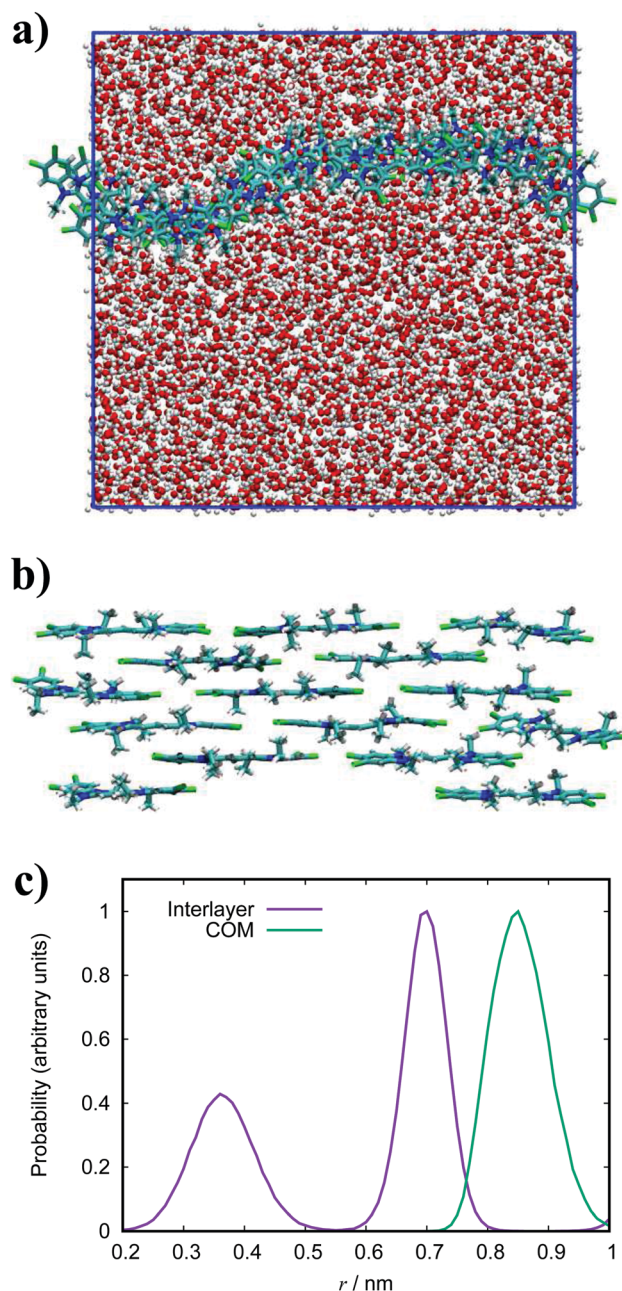 a)
b)
c)
Interlayer
COM
Probability (arbitrary units)
1
0.8
0.6
0.4
0.2
0
0.2 0.3 0.4 0.5 0.6 0.7 0.8 0.9 1
r / nm